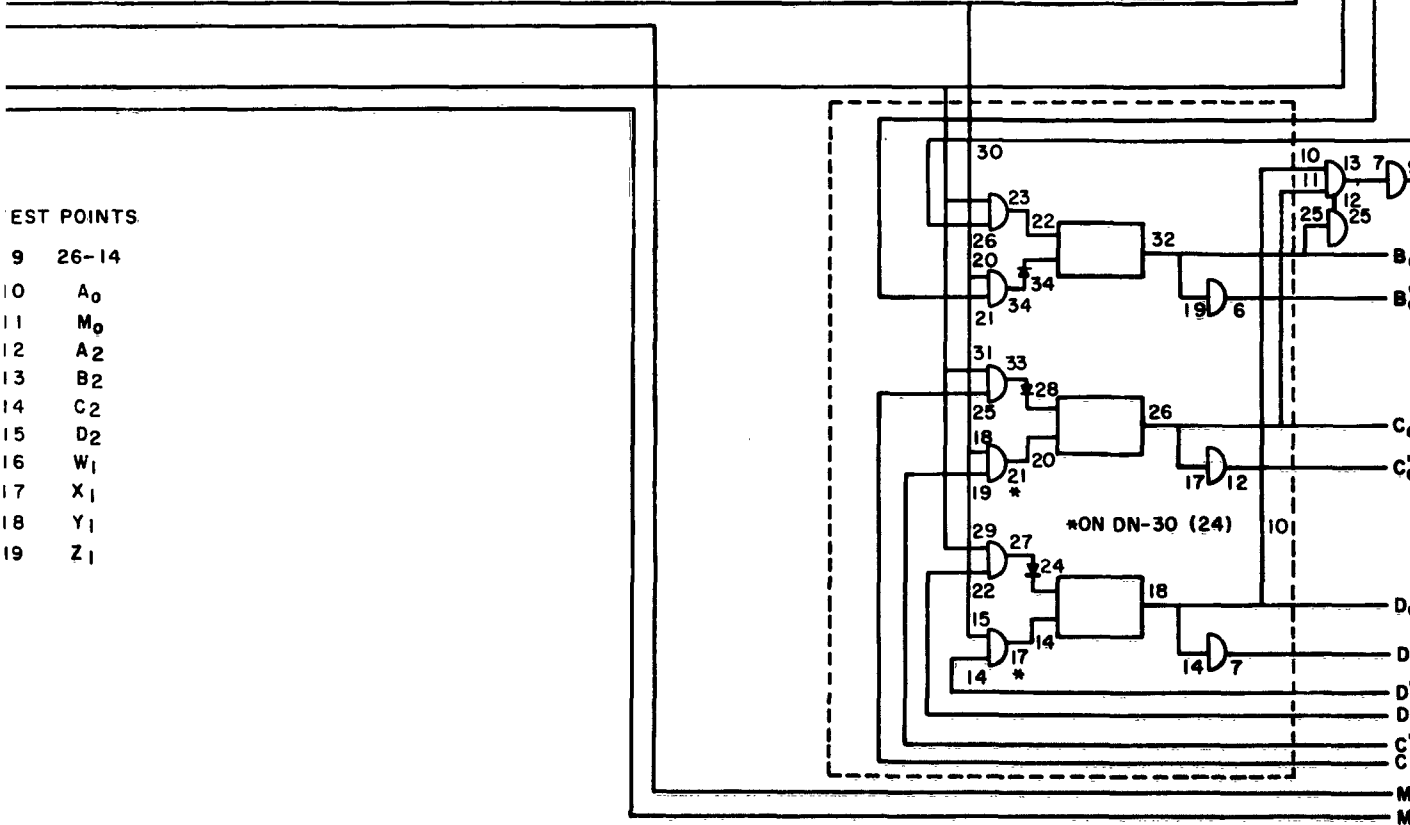 EST POINTS
9 26-14
10 A0
11 M0
12 A2
13 B2
14 C2
15 D2
16 W1
17 X1
18 Y1
19 Z1
30
10
13
7
11
12
25
25
23
22
26
32
20
34
34
21
19
6
B
B
31
33
28
25
26
18
20
21
*
19
17
12
C
C
*ON DN-30 (24)
10
29
27
24
22
18
15
14
17
*
14
14
7
D
D
D'
D
C'
C
M
M